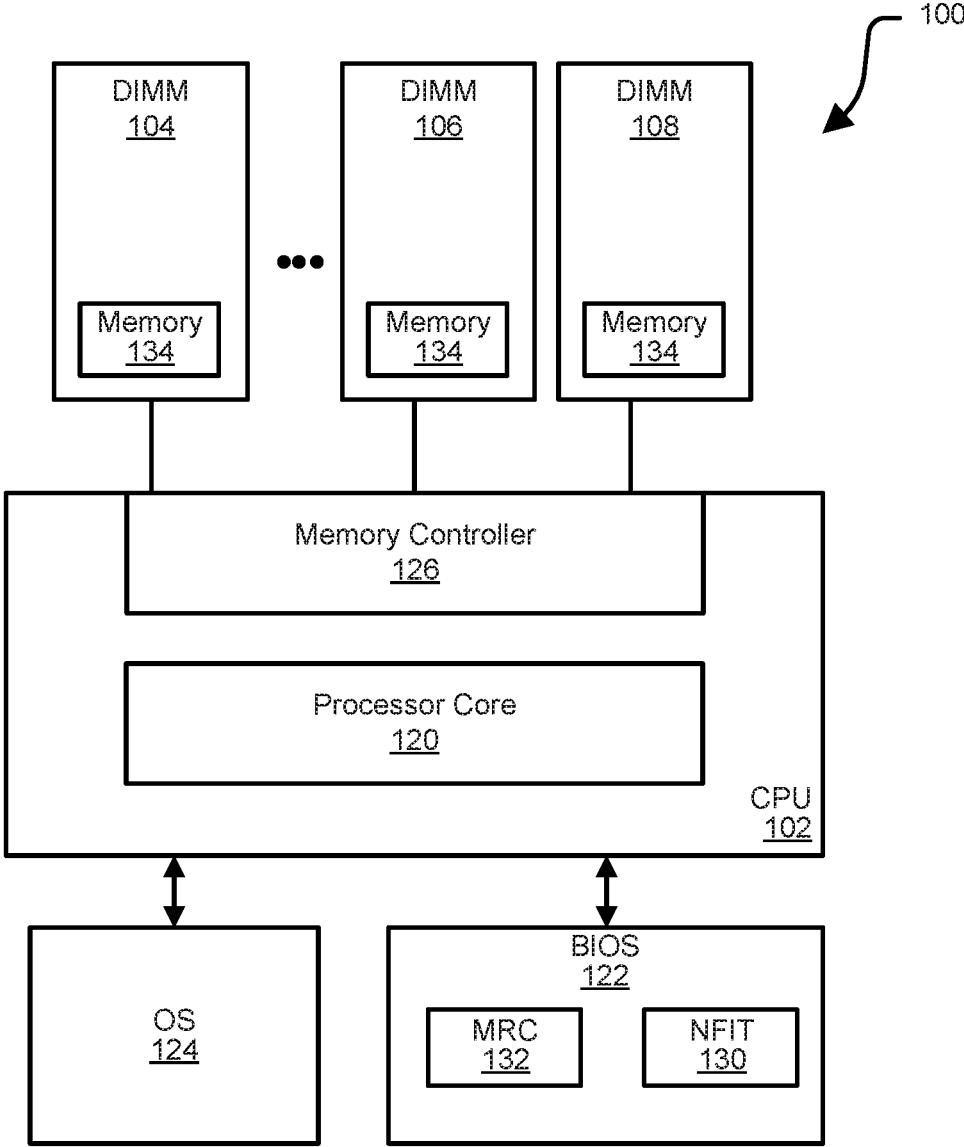 100
DIMM
104
DIMM
106
DIMM
108
Memory
134
Memory
134
Memory
134
Memory Controller
126
Processor Core
120
CPU
102
OS
124
BIOS
122
MRC
132
NFIT
130